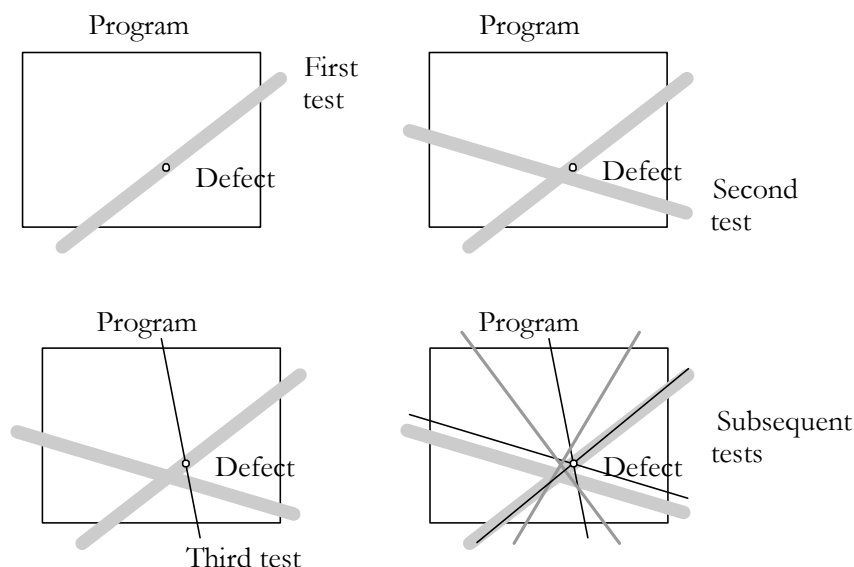 Program
First
test
Defect
Program
Defect
Second
test
Program
Defect
Third test
Program
Defect
Subsequent
tests